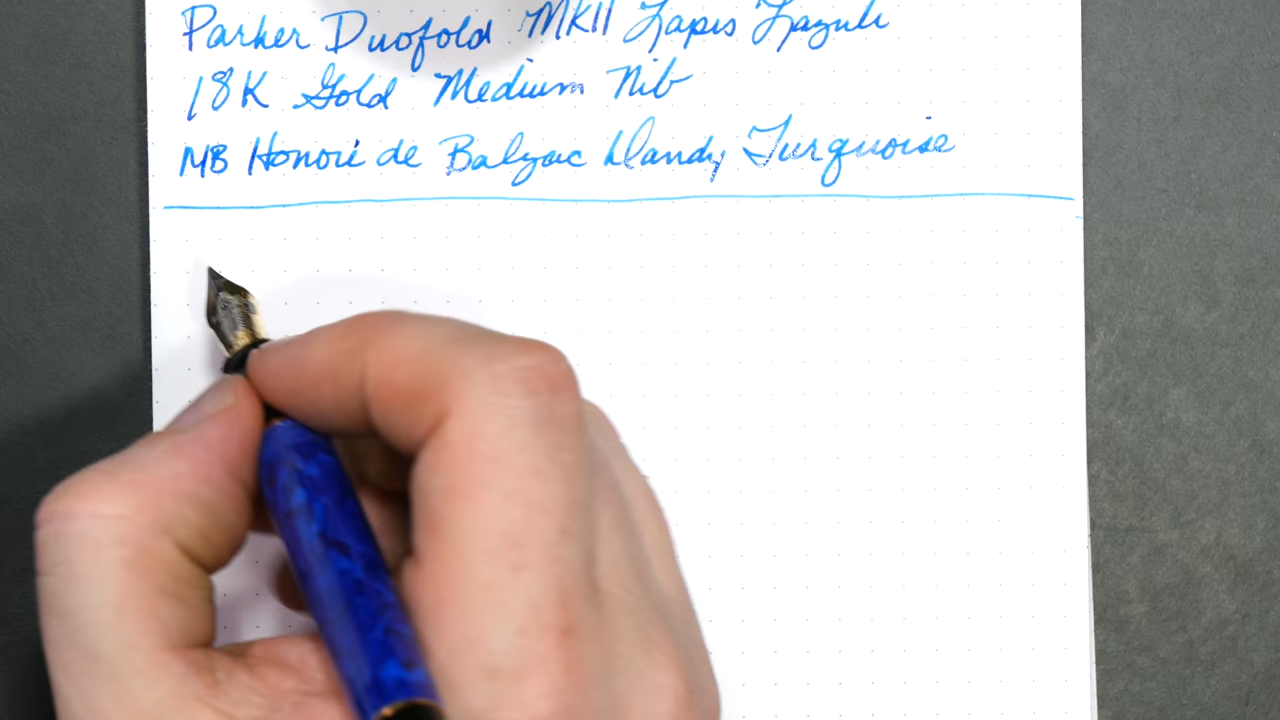 Parker Duofold MKII Lapis Lazuli
18K Gold Medium Nib
MB Honoré de Balzac Dandy Turquoise